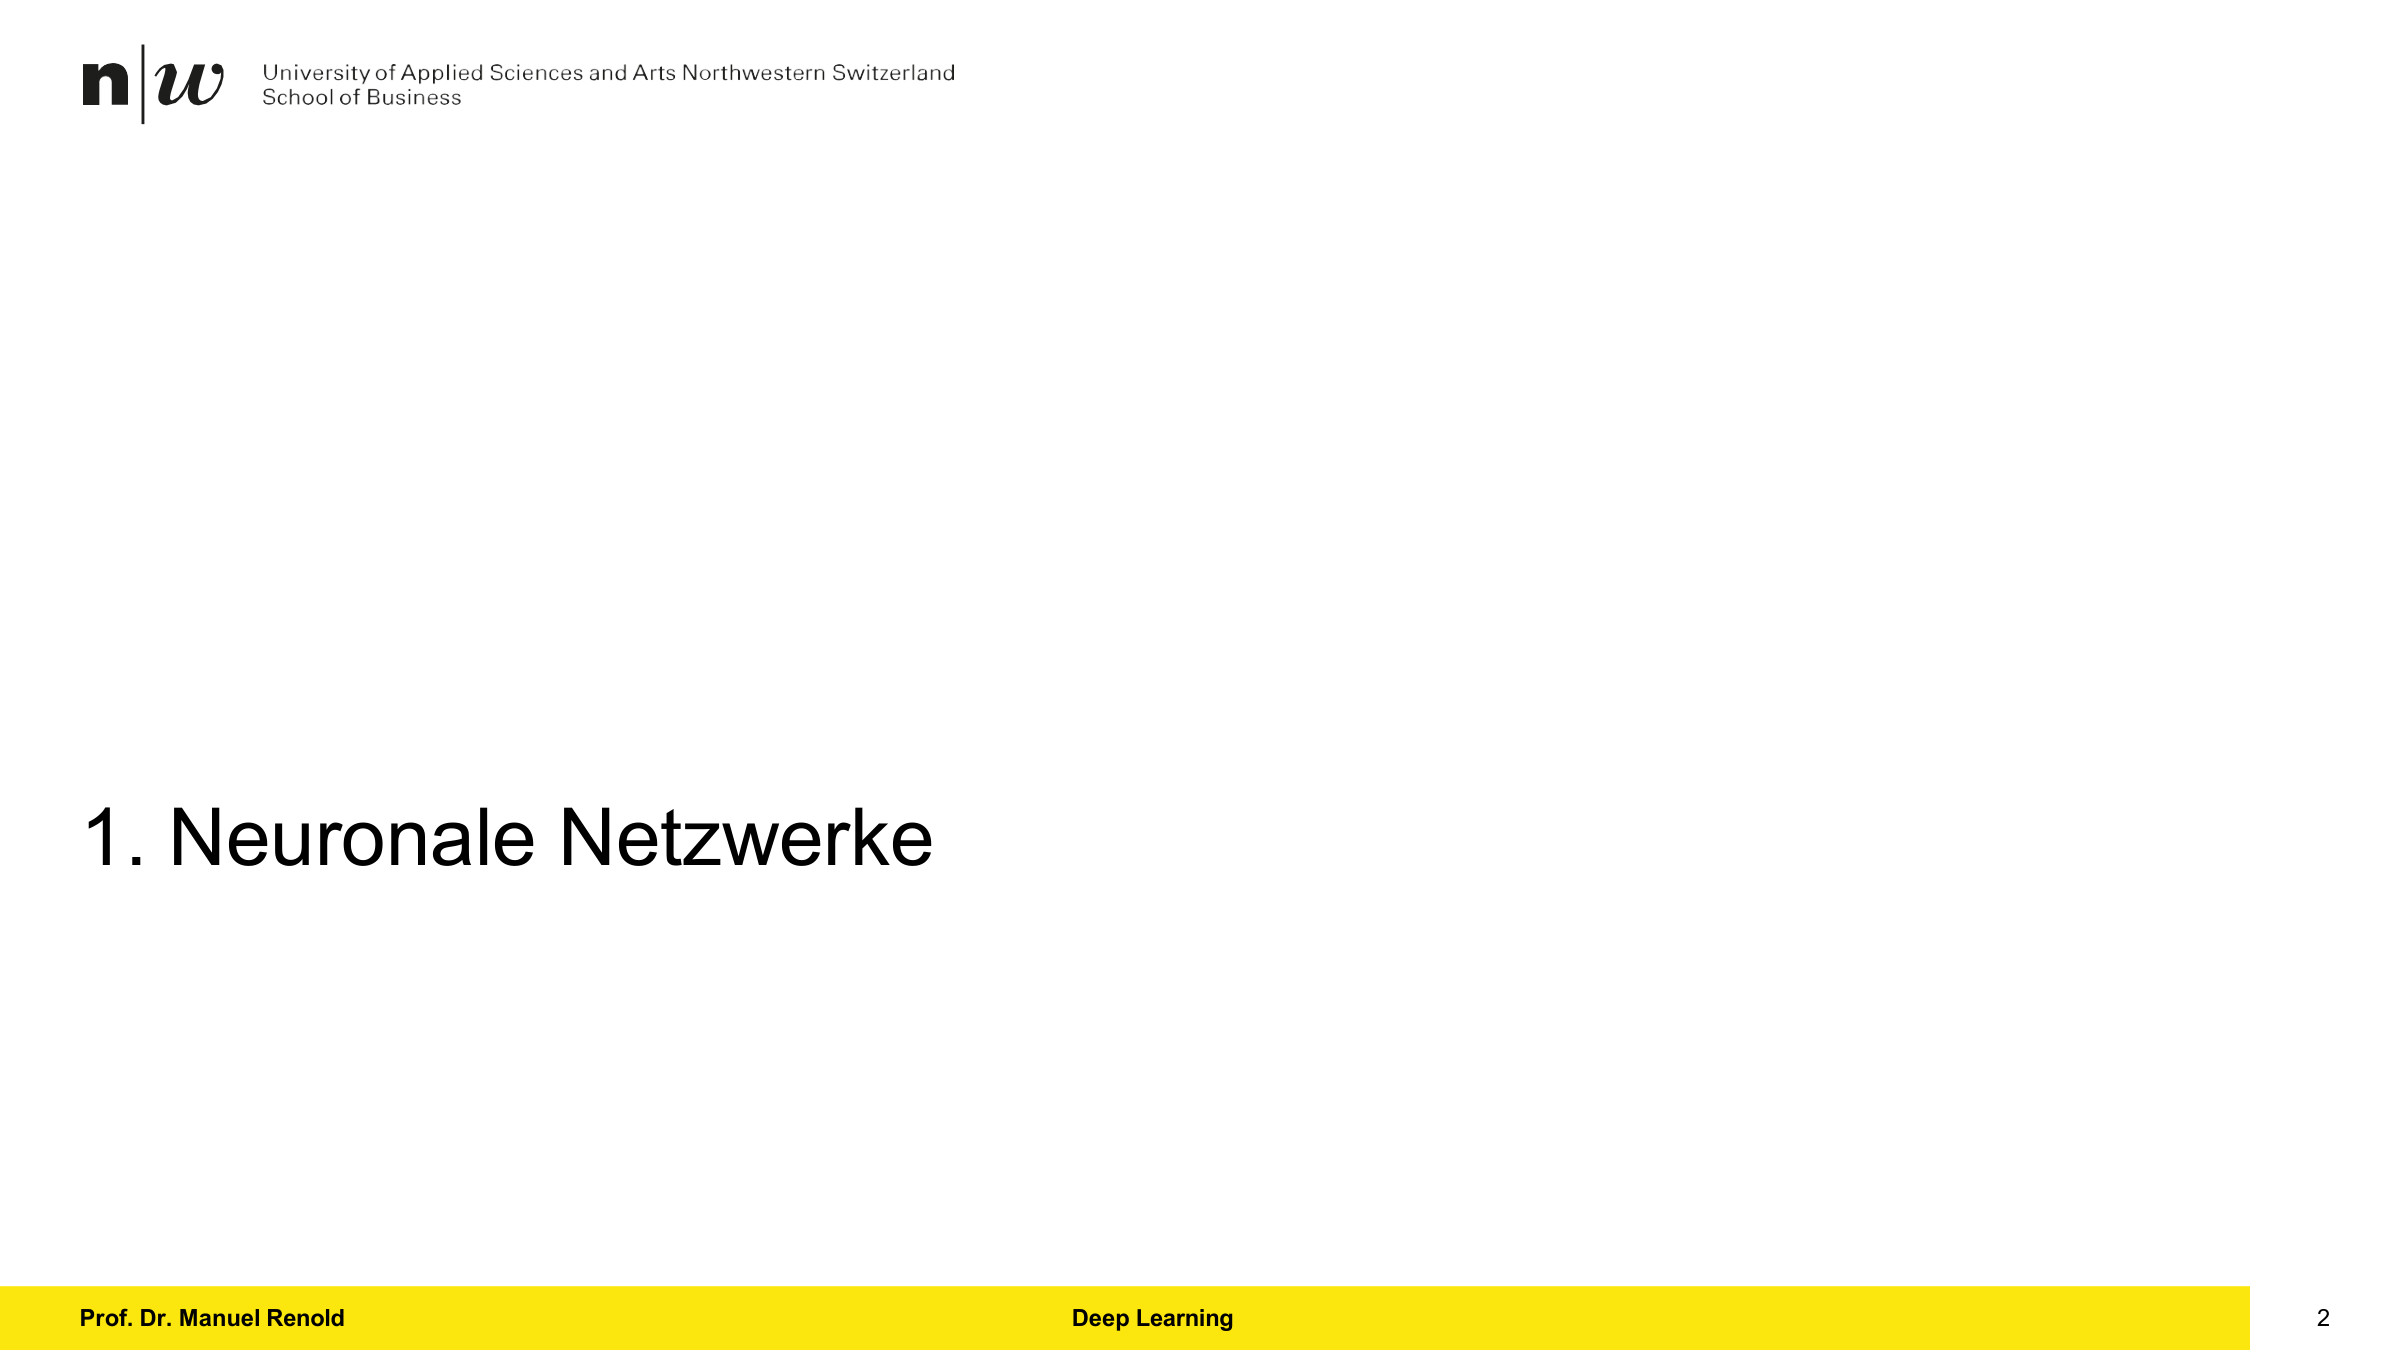 n|w
University of Applied Sciences and Arts Northwestern Switzerland
School of Business
1. Neuronale Netzwerke
Prof. Dr. Manuel Renold
Deep Learning
2